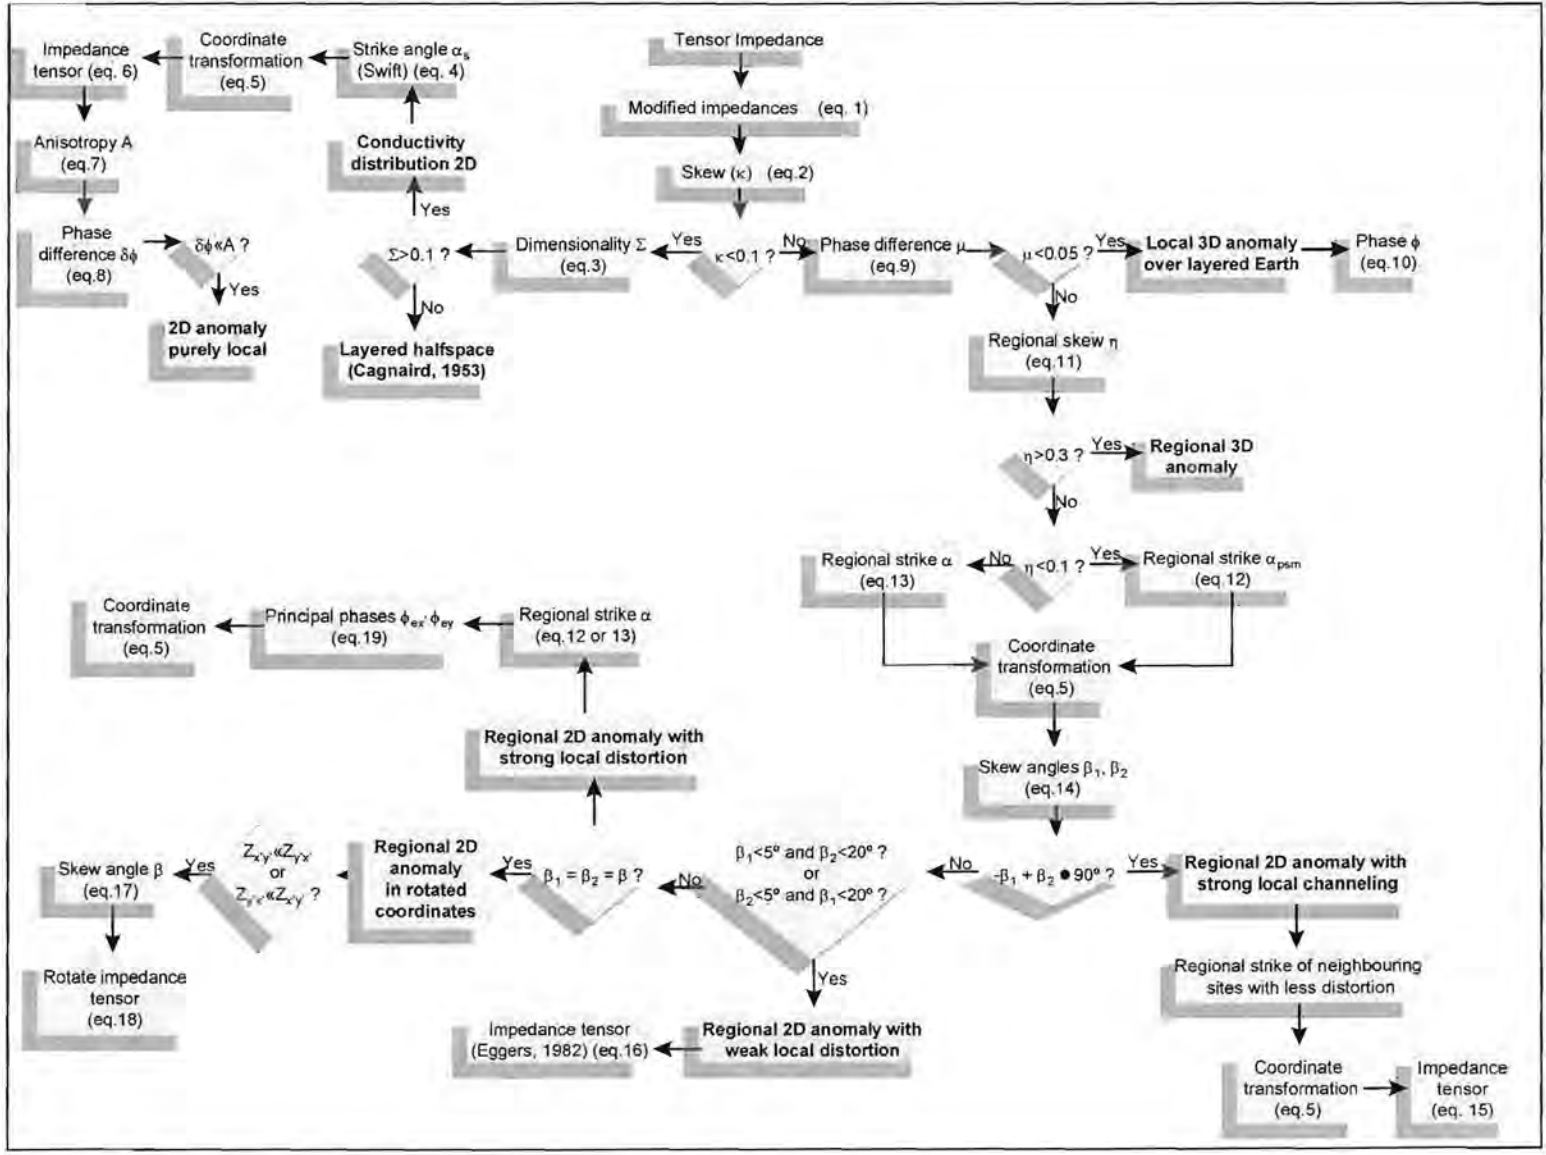 Tensor Impedance
Modified impedances (eq. 1)
Skew (κ) (eq.2)
κ<0.1 ?
Yes
No
Dimensionality Σ
(eq.3)
Σ>0.1 ?
Yes
No
Layered halfspace
(Cagnaird, 1953)
Conductivity
distribution 2D
Strike angle αs
(Swift) (eq. 4)
Coordinate
transformation
(eq.5)
Impedance
tensor (eq. 6)
Anisotropy A
(eq.7)
Phase
difference δϕ
(eq.8)
δϕ«A ?
Yes
2D anomaly
purely local
Phase difference μ
(eq.9)
μ<0.05 ?
Yes
No
Local 3D anomaly
over layered Earth
Phase ϕ
(eq.10)
Regional skew η
(eq.11)
η>0.3 ?
Yes
No
Regional 3D
anomaly
η<0.1 ?
No
Yes
Regional strike α
(eq.13)
Regional strike αpsm
(eq.12)
Coordinate
transformation
(eq.5)
Skew angles β1, β2
(eq.14)
-β1 + β2 ● 90º ?
Yes
No
Regional 2D anomaly with
strong local channeling
Regional strike of neighbouring
sites with less distortion
Coordinate
transformation
(eq.5)
Impedance
tensor
(eq. 15)
β1<5º and β2<20º ?
or
β2<5º and β1<20º ?
Yes
No
Regional 2D anomaly with
weak local distortion
Impedance tensor
(Eggers, 1982) (eq.16)
β1 = β2 = β ?
Yes
Regional 2D anomaly with
strong local distortion
Regional strike α
(eq.12 or 13)
Principal phases ϕex, ϕey
(eq.19)
Coordinate
transformation
(eq.5)
Regional 2D
anomaly
in rotated
coordinates
Zx'y'«Zy'x'
or
Zy'x'«Zx'y' ?
Yes
Skew angle β
(eq.17)
Rotate impedance
tensor
(eq.18)